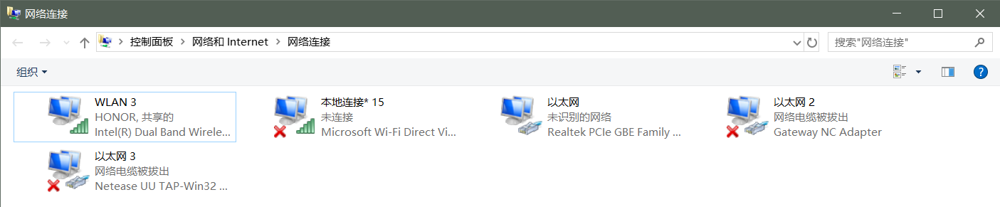 网络连接
控制面板 网络和 Internet 网络连接
搜索"网络连接"
组织
WLAN 3
HONOR, 共享的
Intel(R) Dual Band Wirele...
本地连接* 15
未连接
Microsoft Wi-Fi Direct Vi...
以太网
未识别的网络
Realtek PCIe GBE Family ...
以太网 2
网络电缆被拔出
Gateway NC Adapter
以太网 3
网络电缆被拔出
Netease UU TAP-Win32 ...